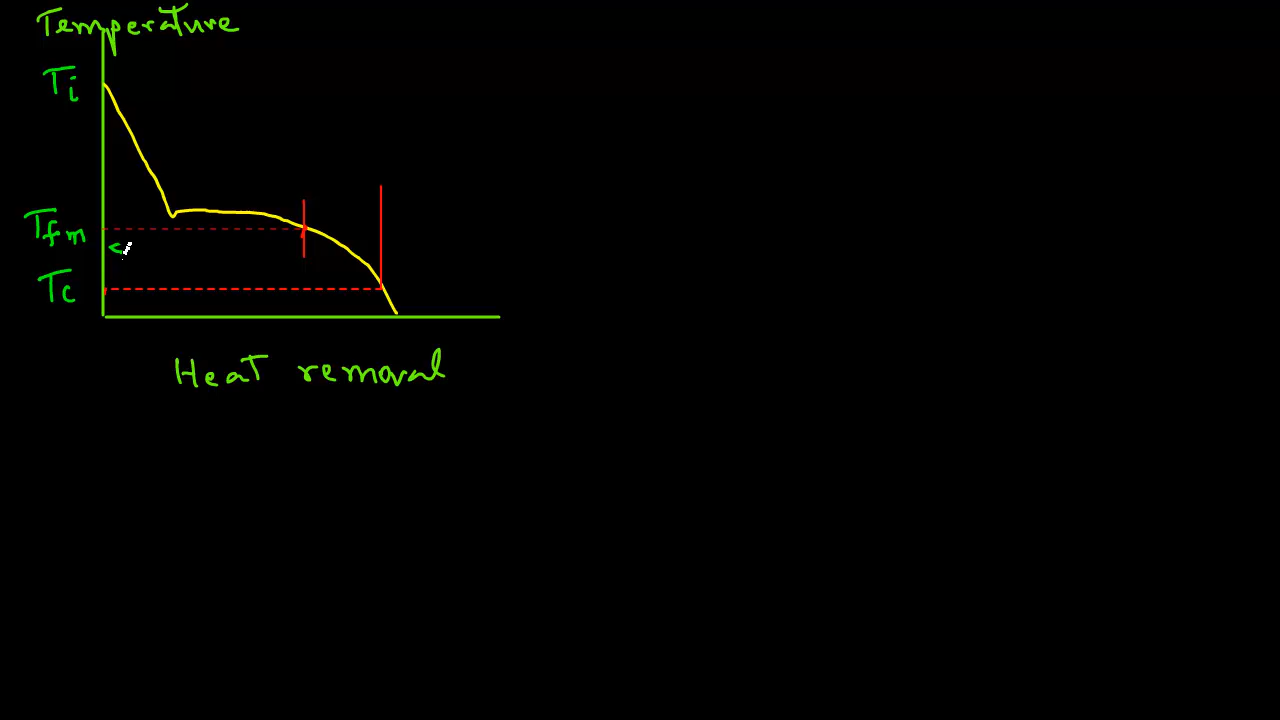 Temperature
Ti
Tfm
<
Tc
Heat removal